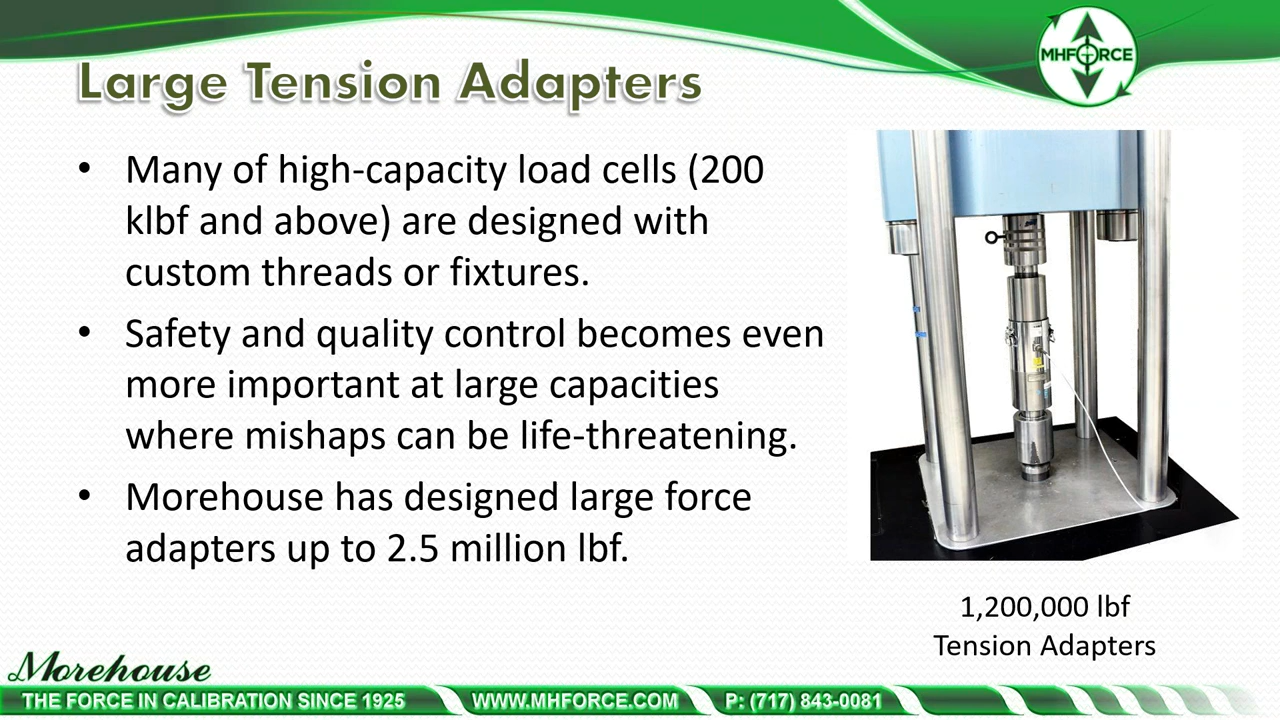 MHFORCE
Large Tension Adapters
• Many of high-capacity load cells (200
klbf and above) are designed with
custom threads or fixtures.
• Safety and quality control becomes even
more important at large capacities
where mishaps can be life-threatening.
• Morehouse has designed large force
adapters up to 2.5 million lbf.
1,200,000 lbf
Tension Adapters
Morehouse
THE FORCE IN CALIBRATION SINCE 1925 WWW.MHFORCE.COM P: (717) 843-0081